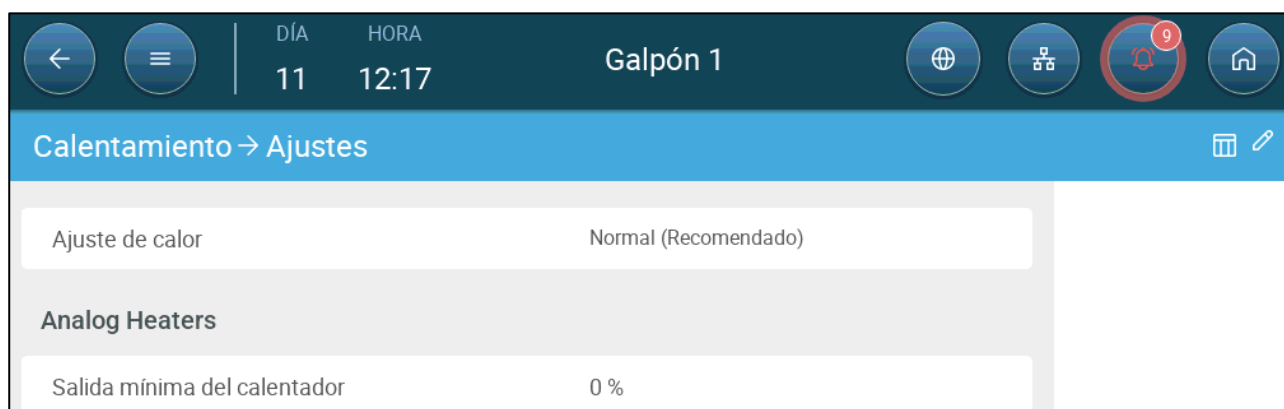 DÍA HORA
11 12:17
Galpón 1
9
Calentamiento → Ajustes
Ajuste de calor Normal (Recomendado)
Analog Heaters
Salida mínima del calentador 0 %